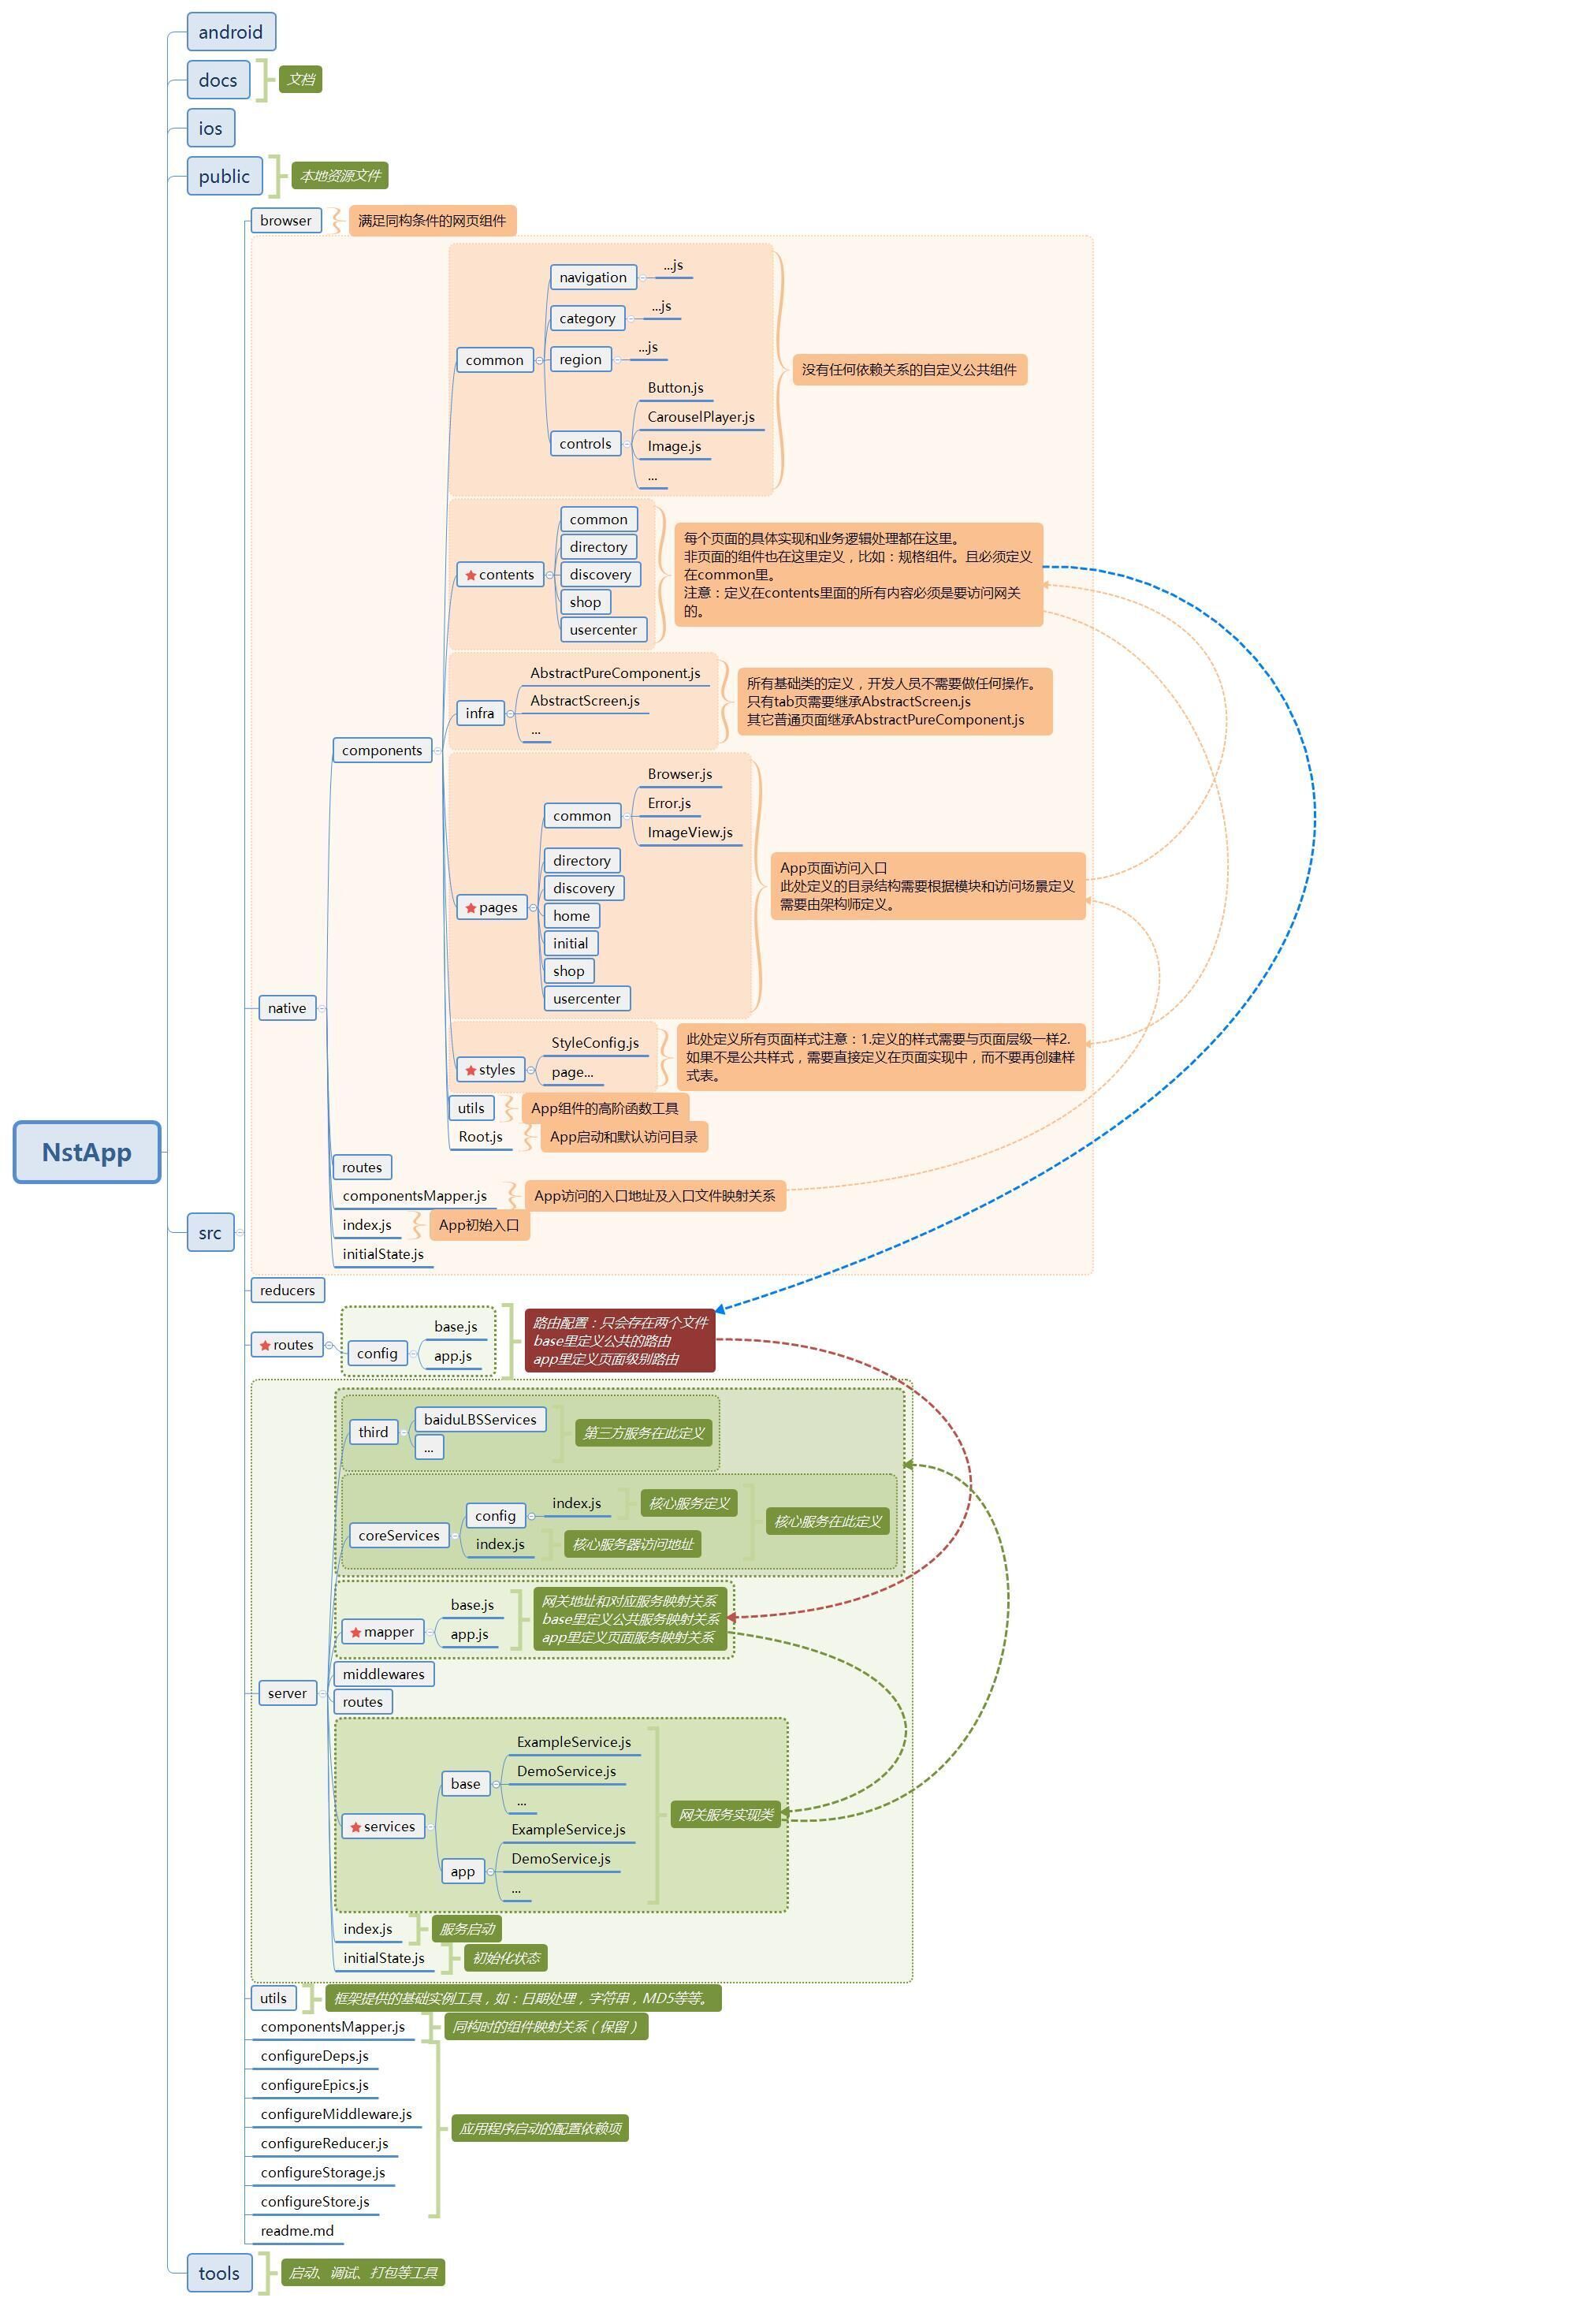 android
docs
文档
ios
public
本地资源文件
browser
满足同构条件的网页组件
navigation
...js
category
...js
common
region
...js
没有任何依赖关系的自定义公共组件
Button.js
CarouselPlayer.js
controls
Image.js
...
common
directory
contents
discovery
shop
usercenter
每个页面的具体实现和业务逻辑处理都在这里。
非页面的组件也在这里定义，比如：规格组件。且必须定义
在common里。
注意：定义在contents里面的所有内容必须是要访问网关
的。
AbstractPureComponent.js
infra
AbstractScreen.js
...
所有基础类的定义，开发人员不需要做任何操作。
只有tab页需要继承AbstractScreen.js
其它普通页面继承AbstractPureComponent.js
components
Browser.js
common
Error.js
ImageView.js
directory
discovery
pages
home
initial
shop
usercenter
App页面访问入口
此处定义的目录结构需要根据模块和访问场景定义
需要由架构师定义。
native
StyleConfig.js
styles
page...
此处定义所有页面样式注意：1.定义的样式需要与页面层级一样2.
如果不是公共样式，需要直接定义在页面实现中，而不要再创建样
式表。
utils
App组件的高阶函数工具
Root.js
App启动和默认访问目录
NstApp
routes
componentsMapper.js
App访问的入口地址及入口文件映射关系
src
index.js
App初始入口
initialState.js
reducers
routes
config
base.js
app.js
路由配置：只会存在两个文件
base里定义公共的路由
app里定义页面级别路由
third
baiduLBSServices
...
第三方服务在此定义
coreServices
config
index.js
核心服务定义
index.js
核心服务器访问地址
核心服务在此定义
mapper
base.js
app.js
网关地址和对应服务映射关系
base里定义公共服务映射关系
app里定义页面服务映射关系
middlewares
server
routes
ExampleService.js
base
DemoService.js
...
services
网关服务实现类
ExampleService.js
app
DemoService.js
...
index.js
服务启动
initialState.js
初始化状态
utils
框架提供的基础实例工具，如：日期处理，字符串，MD5等等。
componentsMapper.js
同构时的组件映射关系（保留）
configureDeps.js
configureEpics.js
configureMiddleware.js
应用程序启动的配置依赖项
configureReducer.js
configureStorage.js
configureStore.js
readme.md
tools
启动、调试、打包等工具